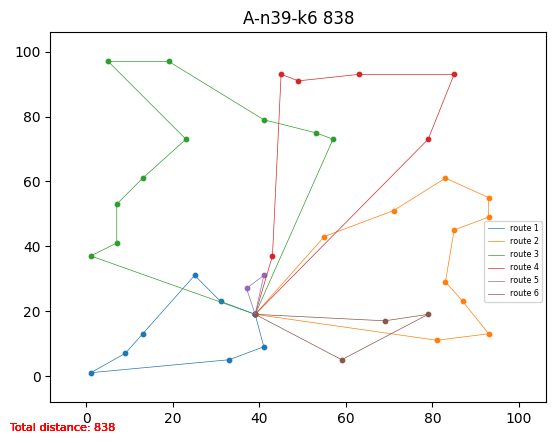 A-n39-k6 838
100
80
60
40
20
0
route 1
route 2
route 3
route 4
route 5
route 6
0 20 40 60 80 100
Total distance: 838